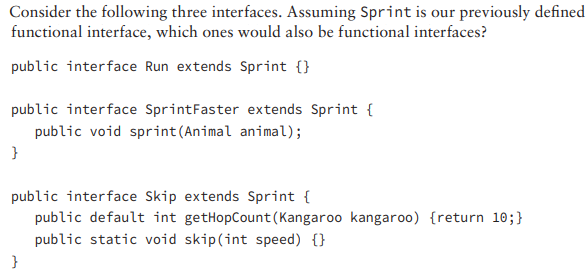 Consider the following three interfaces. Assuming Sprint is our previously defined
functional interface, which ones would also be functional interfaces?
public interface Run extends Sprint {}
public interface SprintFaster extends Sprint {
   public void sprint(Animal animal);
}
public interface Skip extends Sprint {
   public default int getHopCount(Kangaroo kangaroo) {return 10;}
   public static void skip(int speed) {}
}